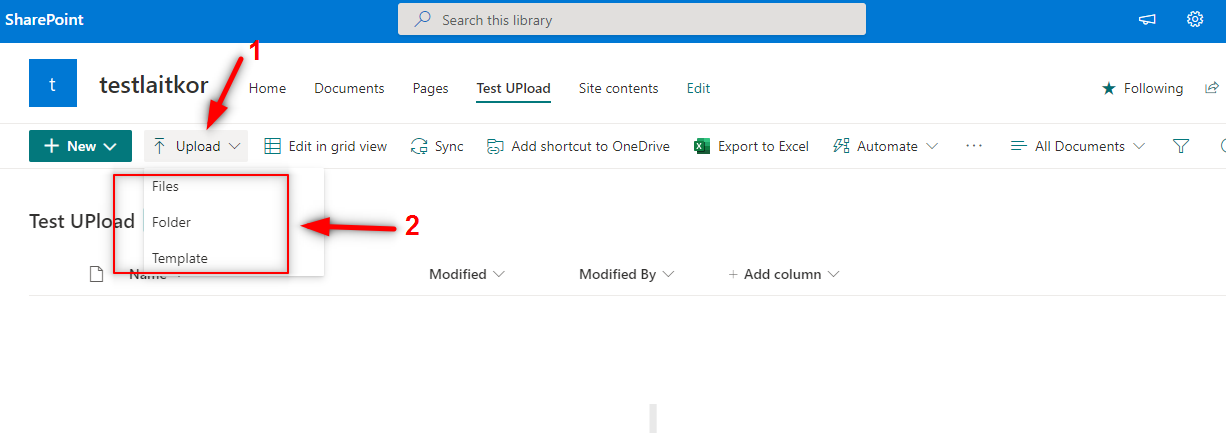 SharePoint
Search this library
1
t
testlaitkor
Home Documents Pages Test UPload Site contents Edit
Following
New Upload Edit in grid view Sync Add shortcut to OneDrive Export to Excel Automate ··· All Documents
Files
Test UPload
Folder
2
Template
Name Modified Modified By + Add column